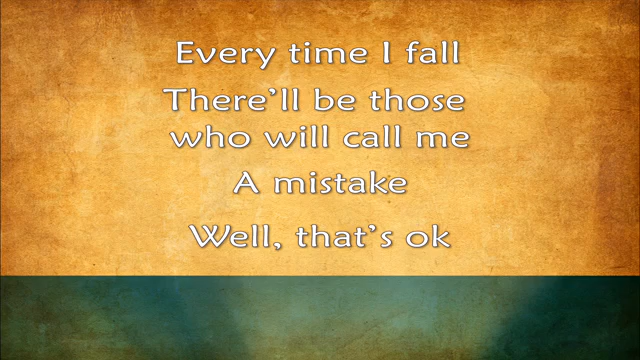 Every time I fall
There’ll be those
who will call me
A mistake
Well, that’s ok